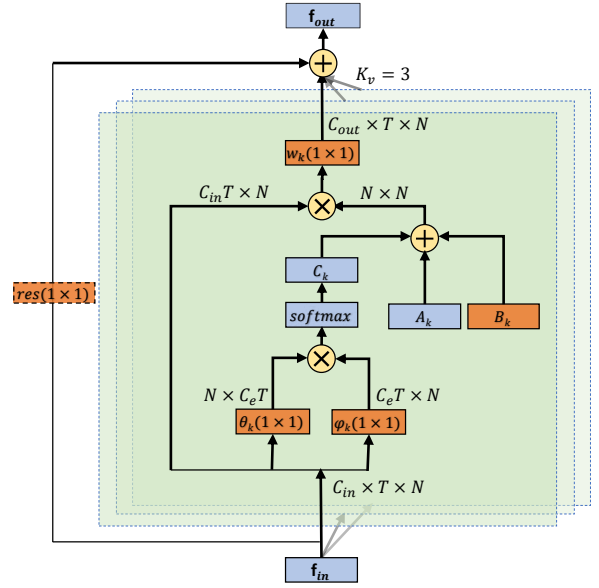 f_out
K_v = 3
C_out × T × N
w_k(1 × 1)
C_in T × N
N × N
C_k
res(1 × 1)
softmax
A_k
B_k
N × C_e T
C_e T × N
θ_k(1 × 1)
φ_k(1 × 1)
C_in × T × N
f_in